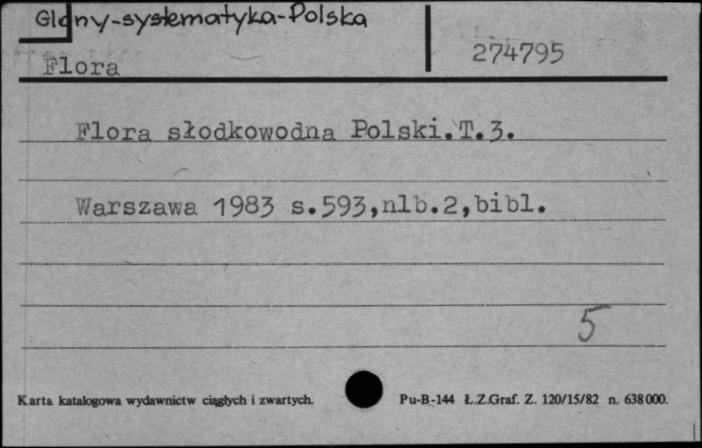 Glony-systematyka-Polska
Flora
274795
Flora słodkowodna Polski.T.3.
Warszawa 1983 s.593,nlb.2,bibl.
5
Karta katalogowa wydawnictw ciągłych i zwartych.
Pu-B-144 Ł.Z.Graf. Z. 120/15/82 n. 638000.